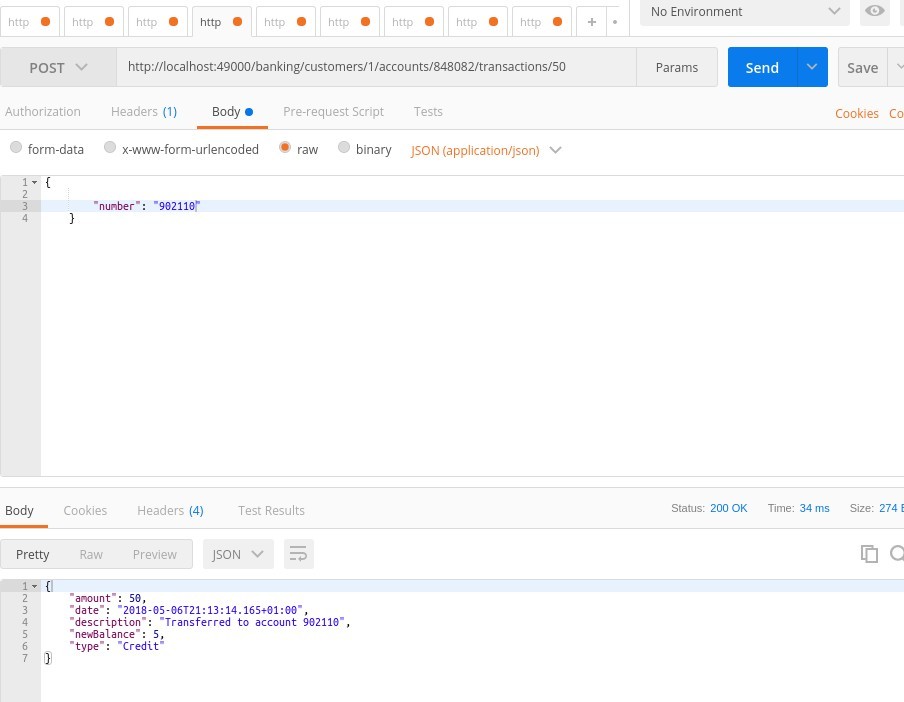 http http http http http http http http http + No Environment
POST http://localhost:49000/banking/customers/1/accounts/848082/transactions/50 Params Send Save
Authorization Headers (1) Body Pre-request Script Tests Cookies Co
form-data x-www-form-urlencoded raw binary JSON (application/json)
1 {
2
3 "number": "902110"
4 }
Body Cookies Headers (4) Test Results Status: 200 OK Time: 34 ms Size: 274 B
Pretty Raw Preview JSON
1 {
2 "amount": 50,
3 "date": "2018-05-06T21:13:14.165+01:00",
4 "description": "Transferred to account 902110",
5 "newBalance": 5,
6 "type": "Credit"
7 }